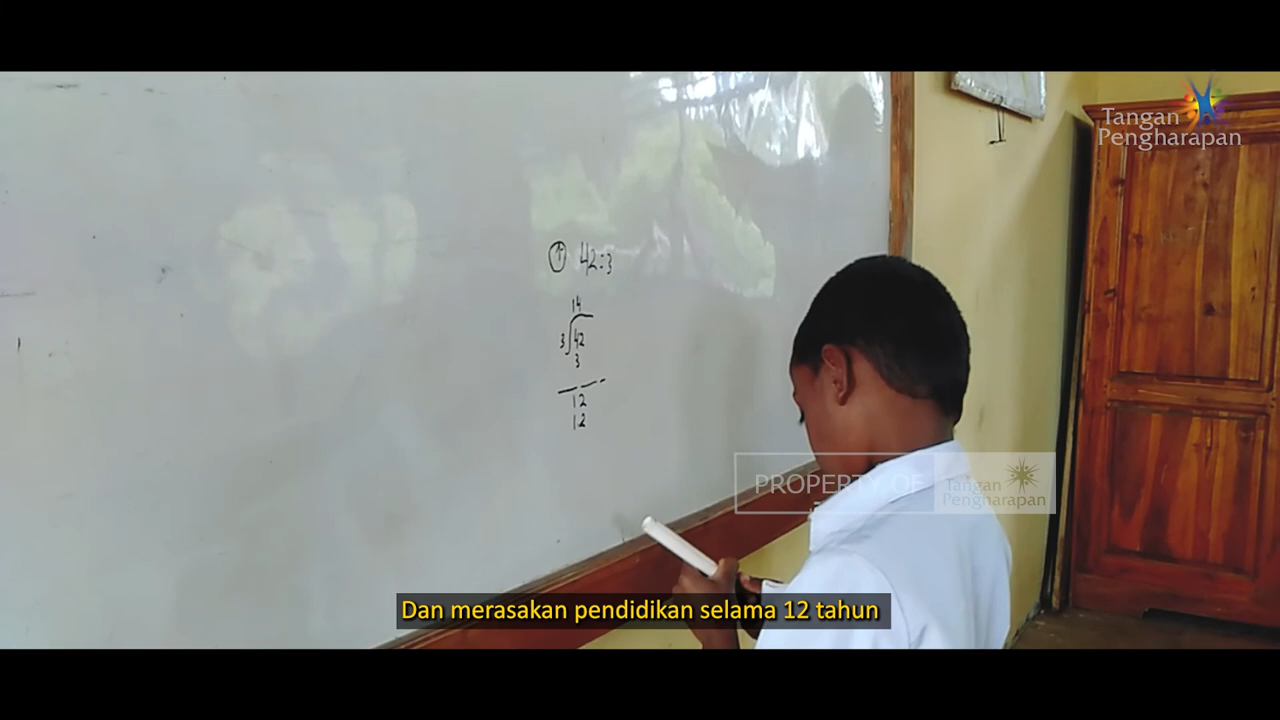 Tangan
Pengharapan
① 42:3
14
3 42
3
12
12
PROPERTY OF Tangan Pengharapan
Dan merasakan pendidikan selama 12 tahun